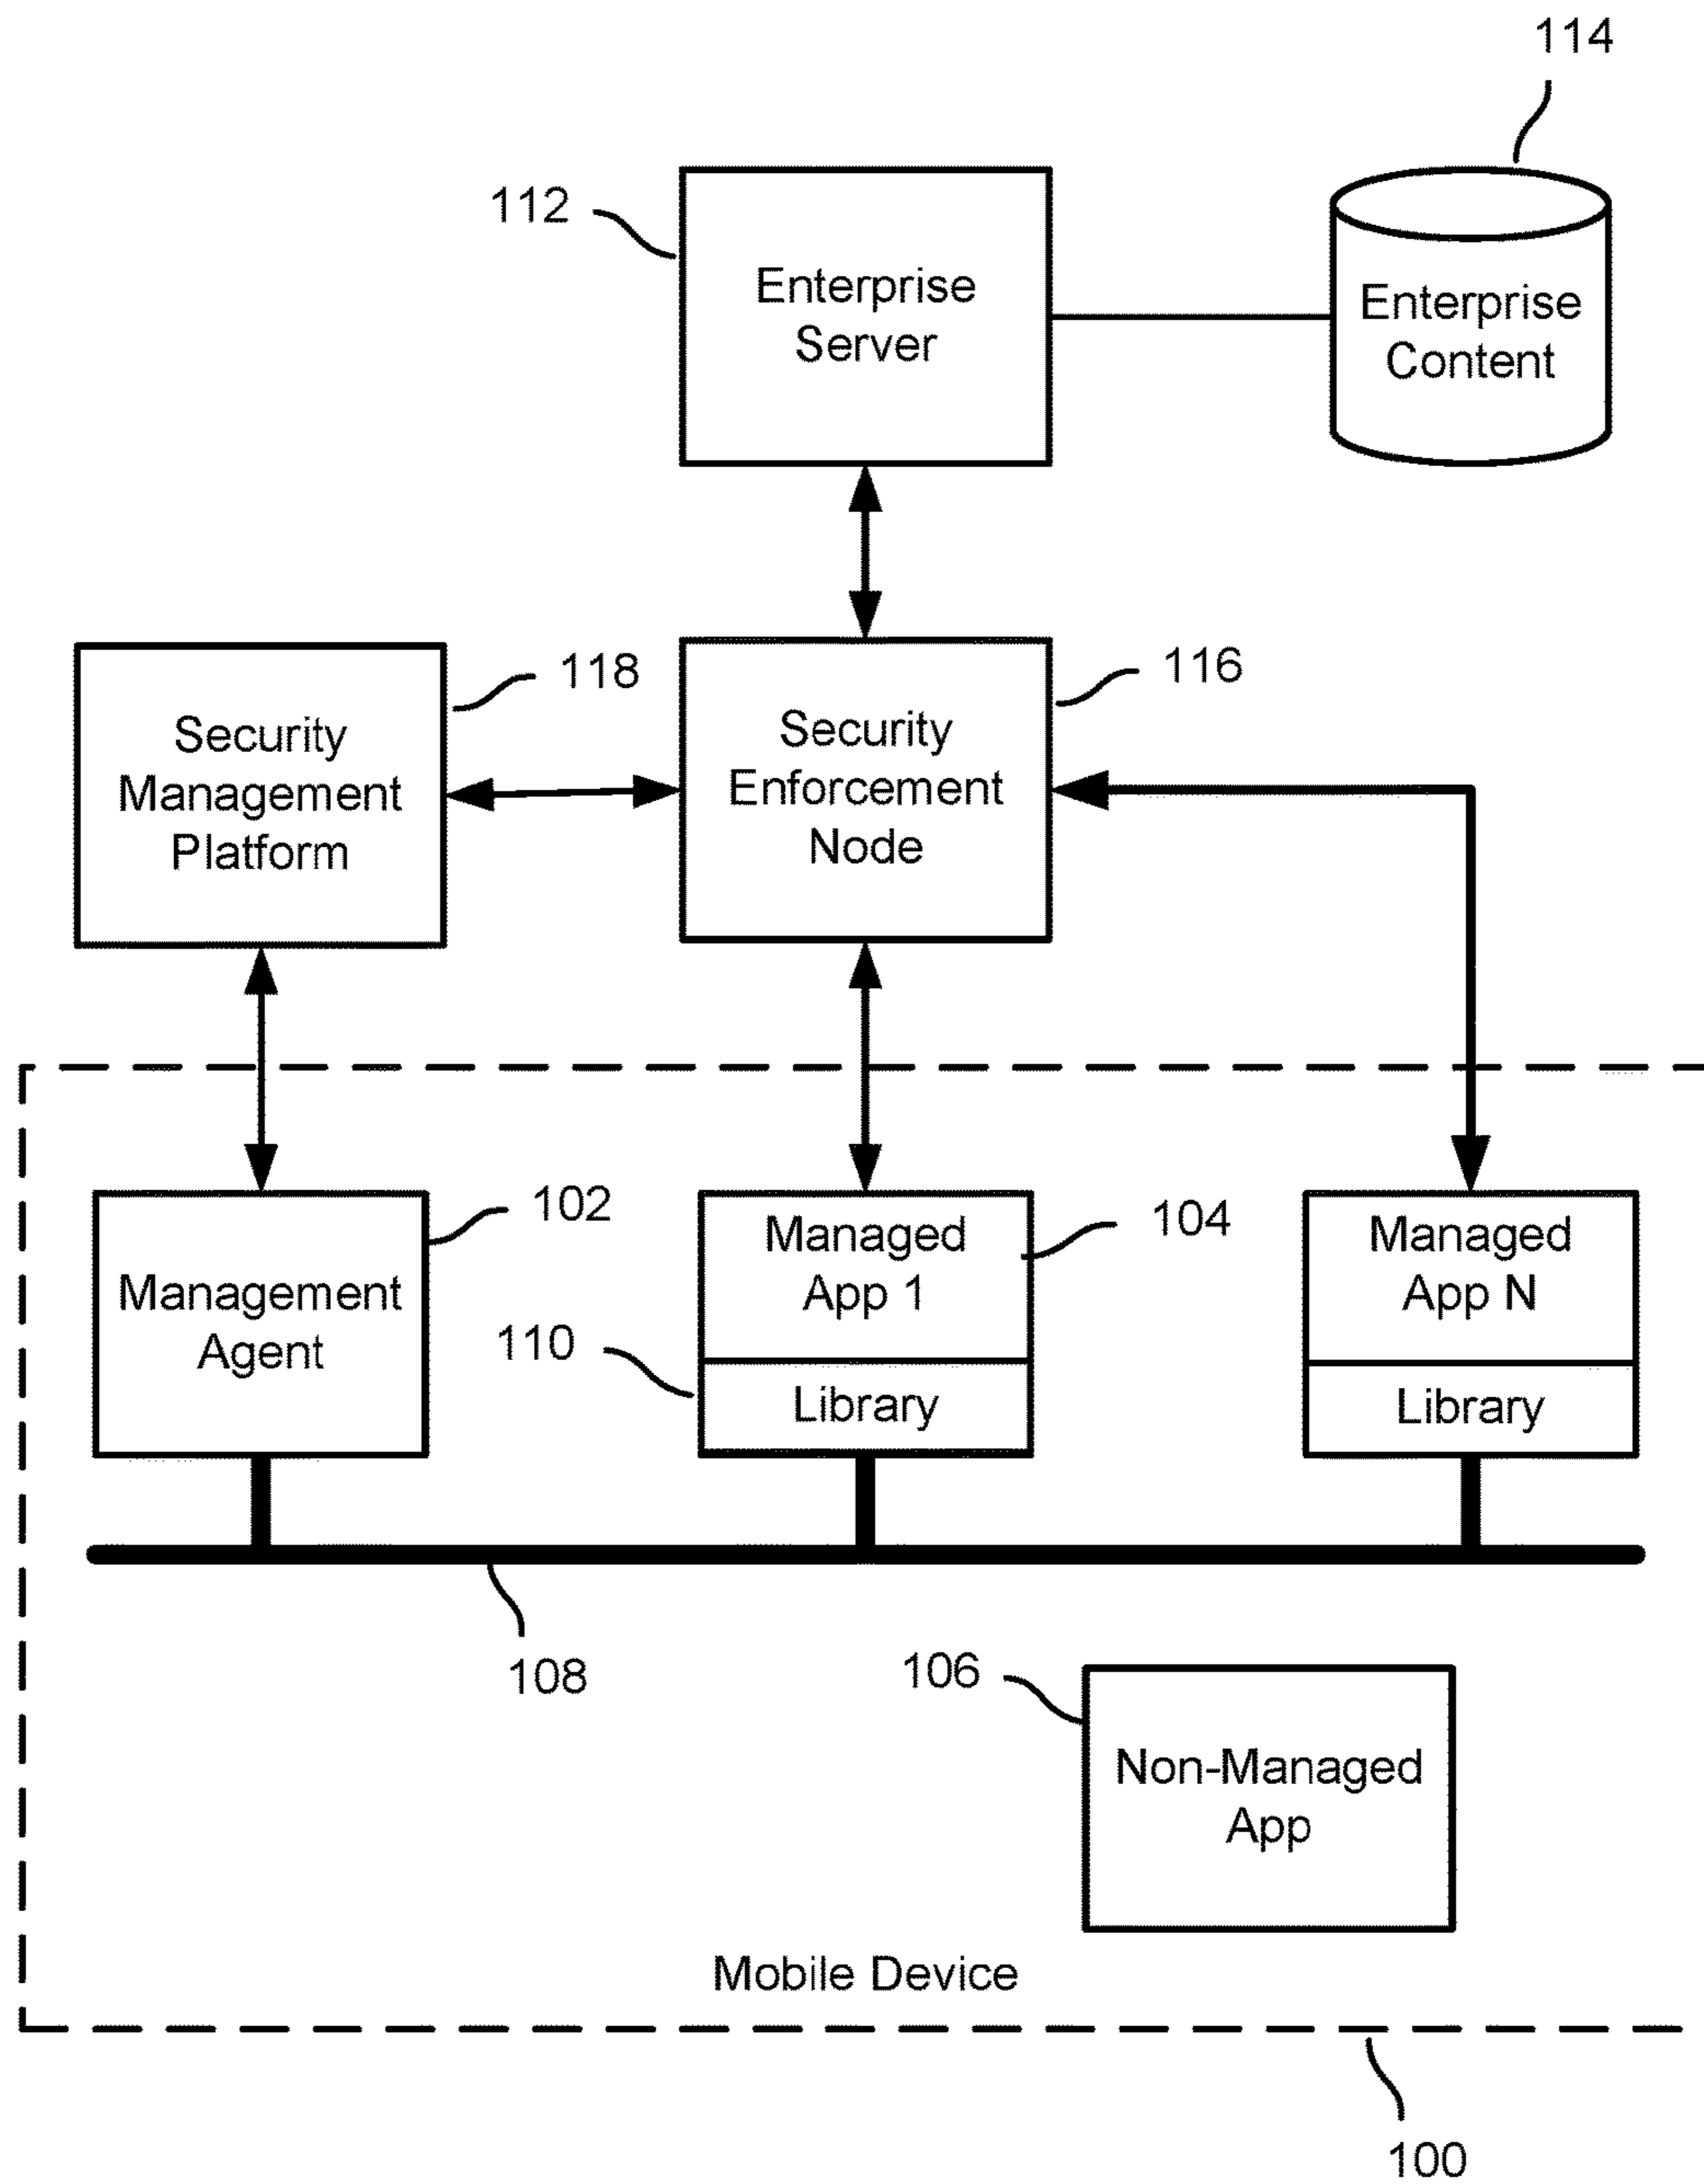 114
112
Enterprise
Server
Enterprise
Content
118
116
Security
Management
Platform
Security
Enforcement
Node
102
104
Management
Agent
Managed
App 1
Managed
App N
110
Library
Library
108
106
Non-Managed
App
Mobile Device
100